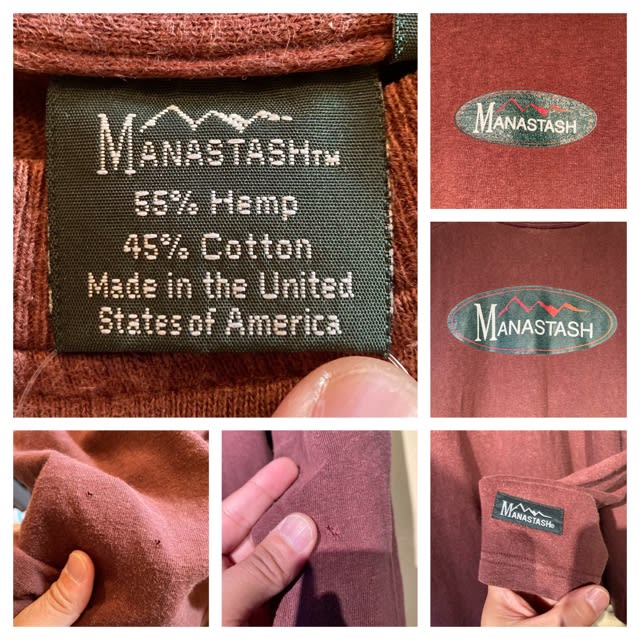 MANASTASH™
55% Hemp
45% Cotton
Made in the United
States of America
MANASTASH
MANASTASH
MANASTASH®